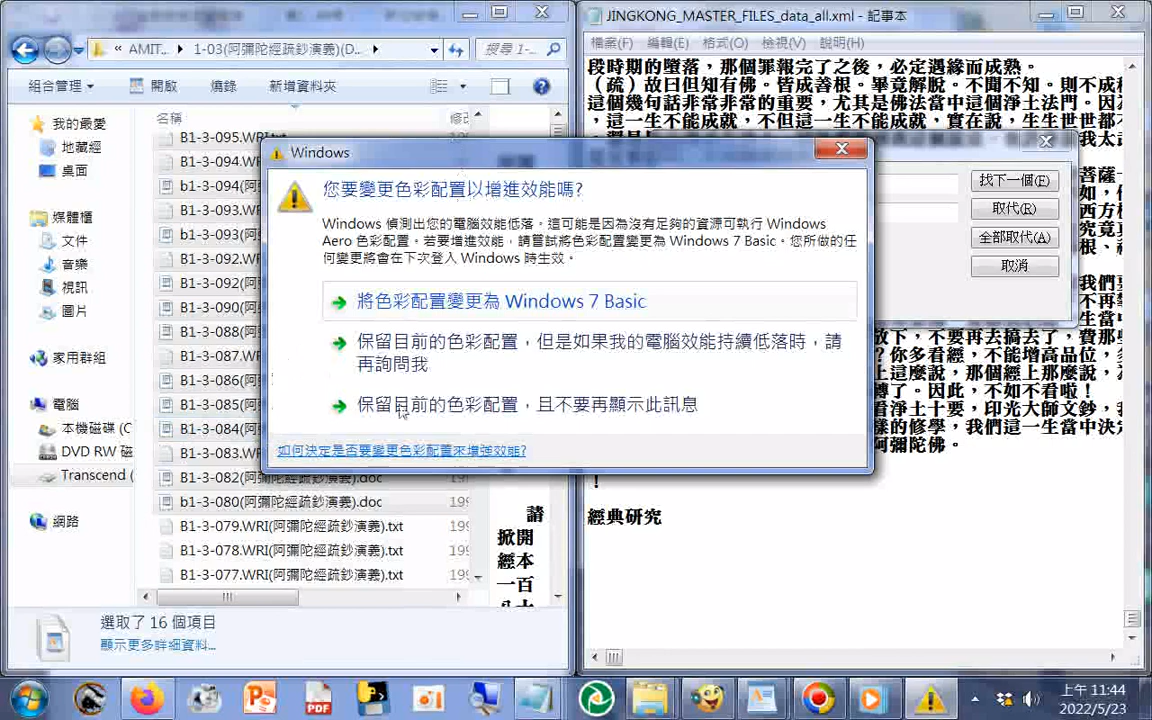 JINGKONG_MASTER_FILES_data_all.xml - 記事本
« AMIT... ▸ 1-03(阿彌陀經疏鈔演義)(D... ▸
搜尋 1-...
檔案(F) 編輯(E) 格式(O) 檢視(V) 說明(H)
組合管理 開啟 燒錄 新增資料夾
我的最愛
地藏經
桌面
媒體櫃
文件
音樂
視訊
圖片
家用群組
電腦
本機磁碟 (C
DVD RW 磁
Transcend (
網路
名稱
修
B1-3-095.WRI.txt
B1-3-094.WRI
b1-3-094(阿彌
B1-3-093.WRI
b1-3-093(阿彌
B1-3-092.WRI
B1-3-092(阿彌
B1-3-090(阿彌
B1-3-088(阿彌
B1-3-086(阿彌
B1-3-085(阿彌
B1-3-084(阿彌
B1-3-083.WRI
B1-3-082(阿彌陀經疏鈔演義).doc
b1-3-080(阿彌陀經疏鈔演義).doc
B1-3-079.WRI(阿彌陀經疏鈔演義).txt 199
B1-3-078.WRI(阿彌陀經疏鈔演義).txt 199
B1-3-077.WRI(阿彌陀經疏鈔演義).txt 199
選取了 16 個項目
顯示更多詳細資料...
請
掀開
經本
一百
Windows
您要變更色彩配置以增進效能嗎?
Windows 偵測出您的電腦效能低落。這可能是因為沒有足夠的資源可執行 Windows
Aero 色彩配置。若要增進效能，請嘗試將色彩配置變更為 Windows 7 Basic。您所做的任
何變更將會在下次登入 Windows 時生效。
將色彩配置變更為 Windows 7 Basic
保留目前的色彩配置，但是如果我的電腦效能持續低落時，請
再詢問我
保留目前的色彩配置，且不要再顯示此訊息
如何決定是否要變更色彩配置來增強效能?
段時期的墮落，那個罪報完了之後，必定遇緣而成熟。
（疏）故曰但知有佛。皆成善根。畢竟解脫。不聞不知。則不成
這個幾句話非常非常的重要，尤其是佛法當中這個淨土法門。因
，這一生不能成就，不但這一生不能成就，實在說，生生世世都
找下一個(E)
取代(R)
全部取代(A)
取消
放下，不要再去搞去了，費那
？你多看經，不能增高品位，
上這麼說，那個經上那麼說，
轉了。因此，不如不看啦！
看淨土十要，印光大師文鈔，
樣的修學，我們這一生當中決
阿彌陀佛。
！
經典研究
PDF
上午 11:44
2022/5/23